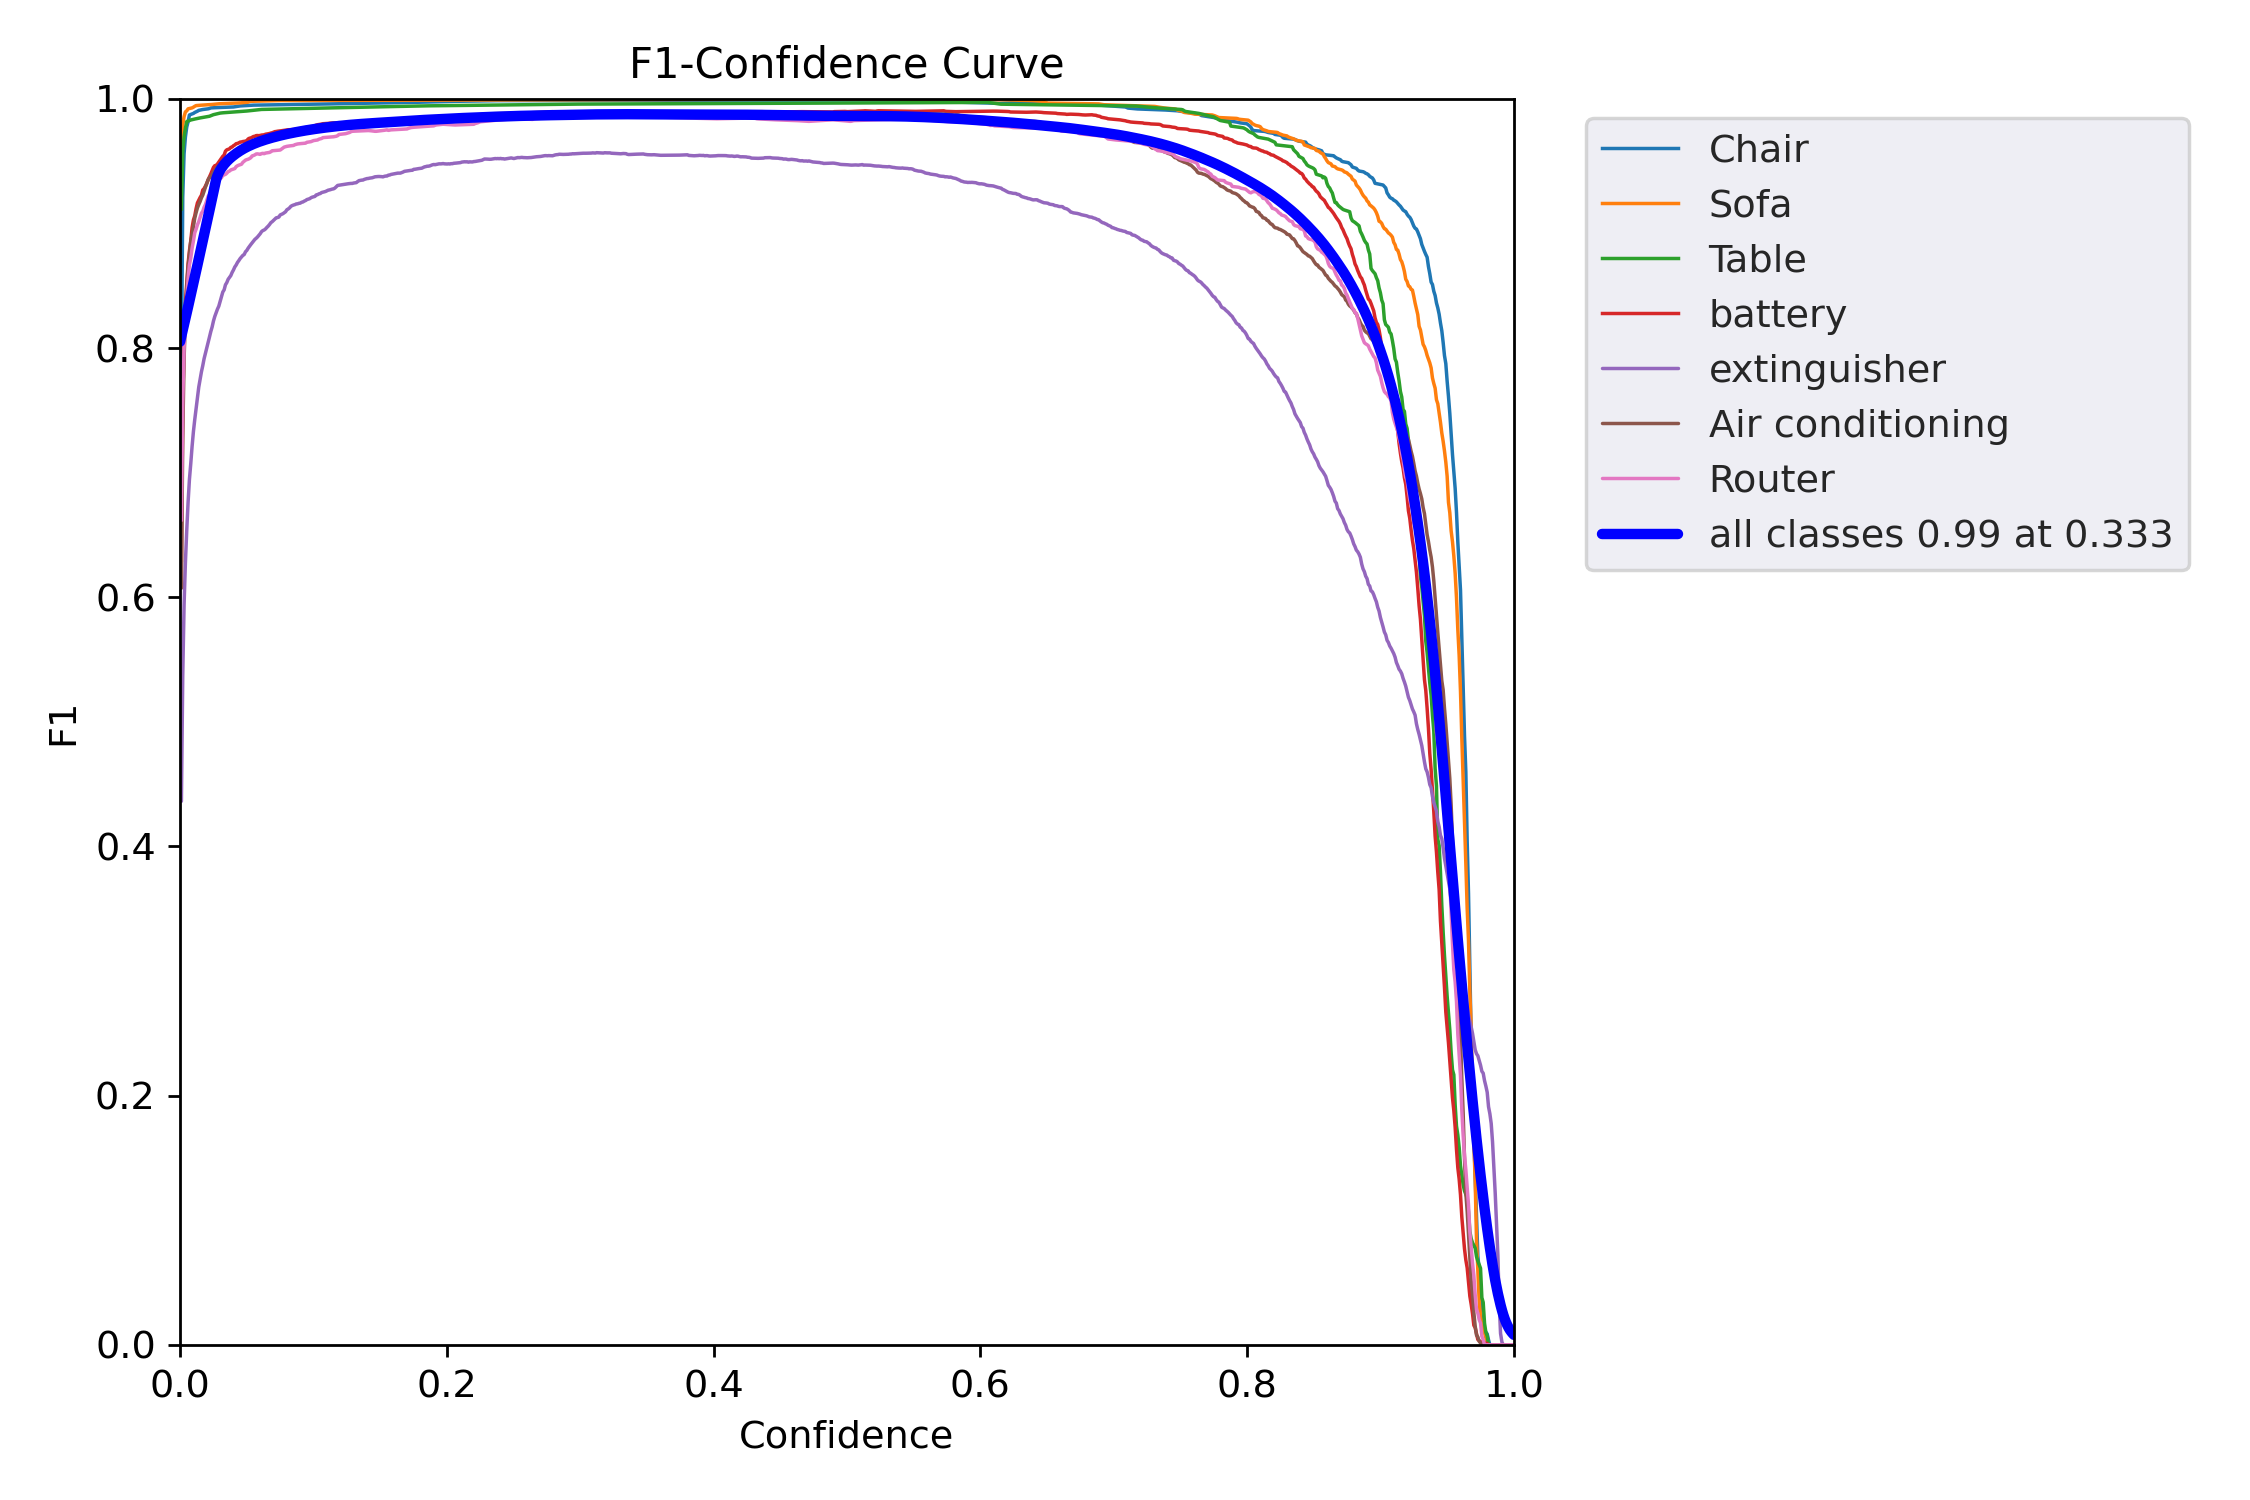 F1-Confidence Curve
1.0
0.8
0.6
0.4
0.2
0.0
F1
0.0 0.2 0.4 0.6 0.8 1.0
Confidence
Chair
Sofa
Table
battery
extinguisher
Air conditioning
Router
all classes 0.99 at 0.333